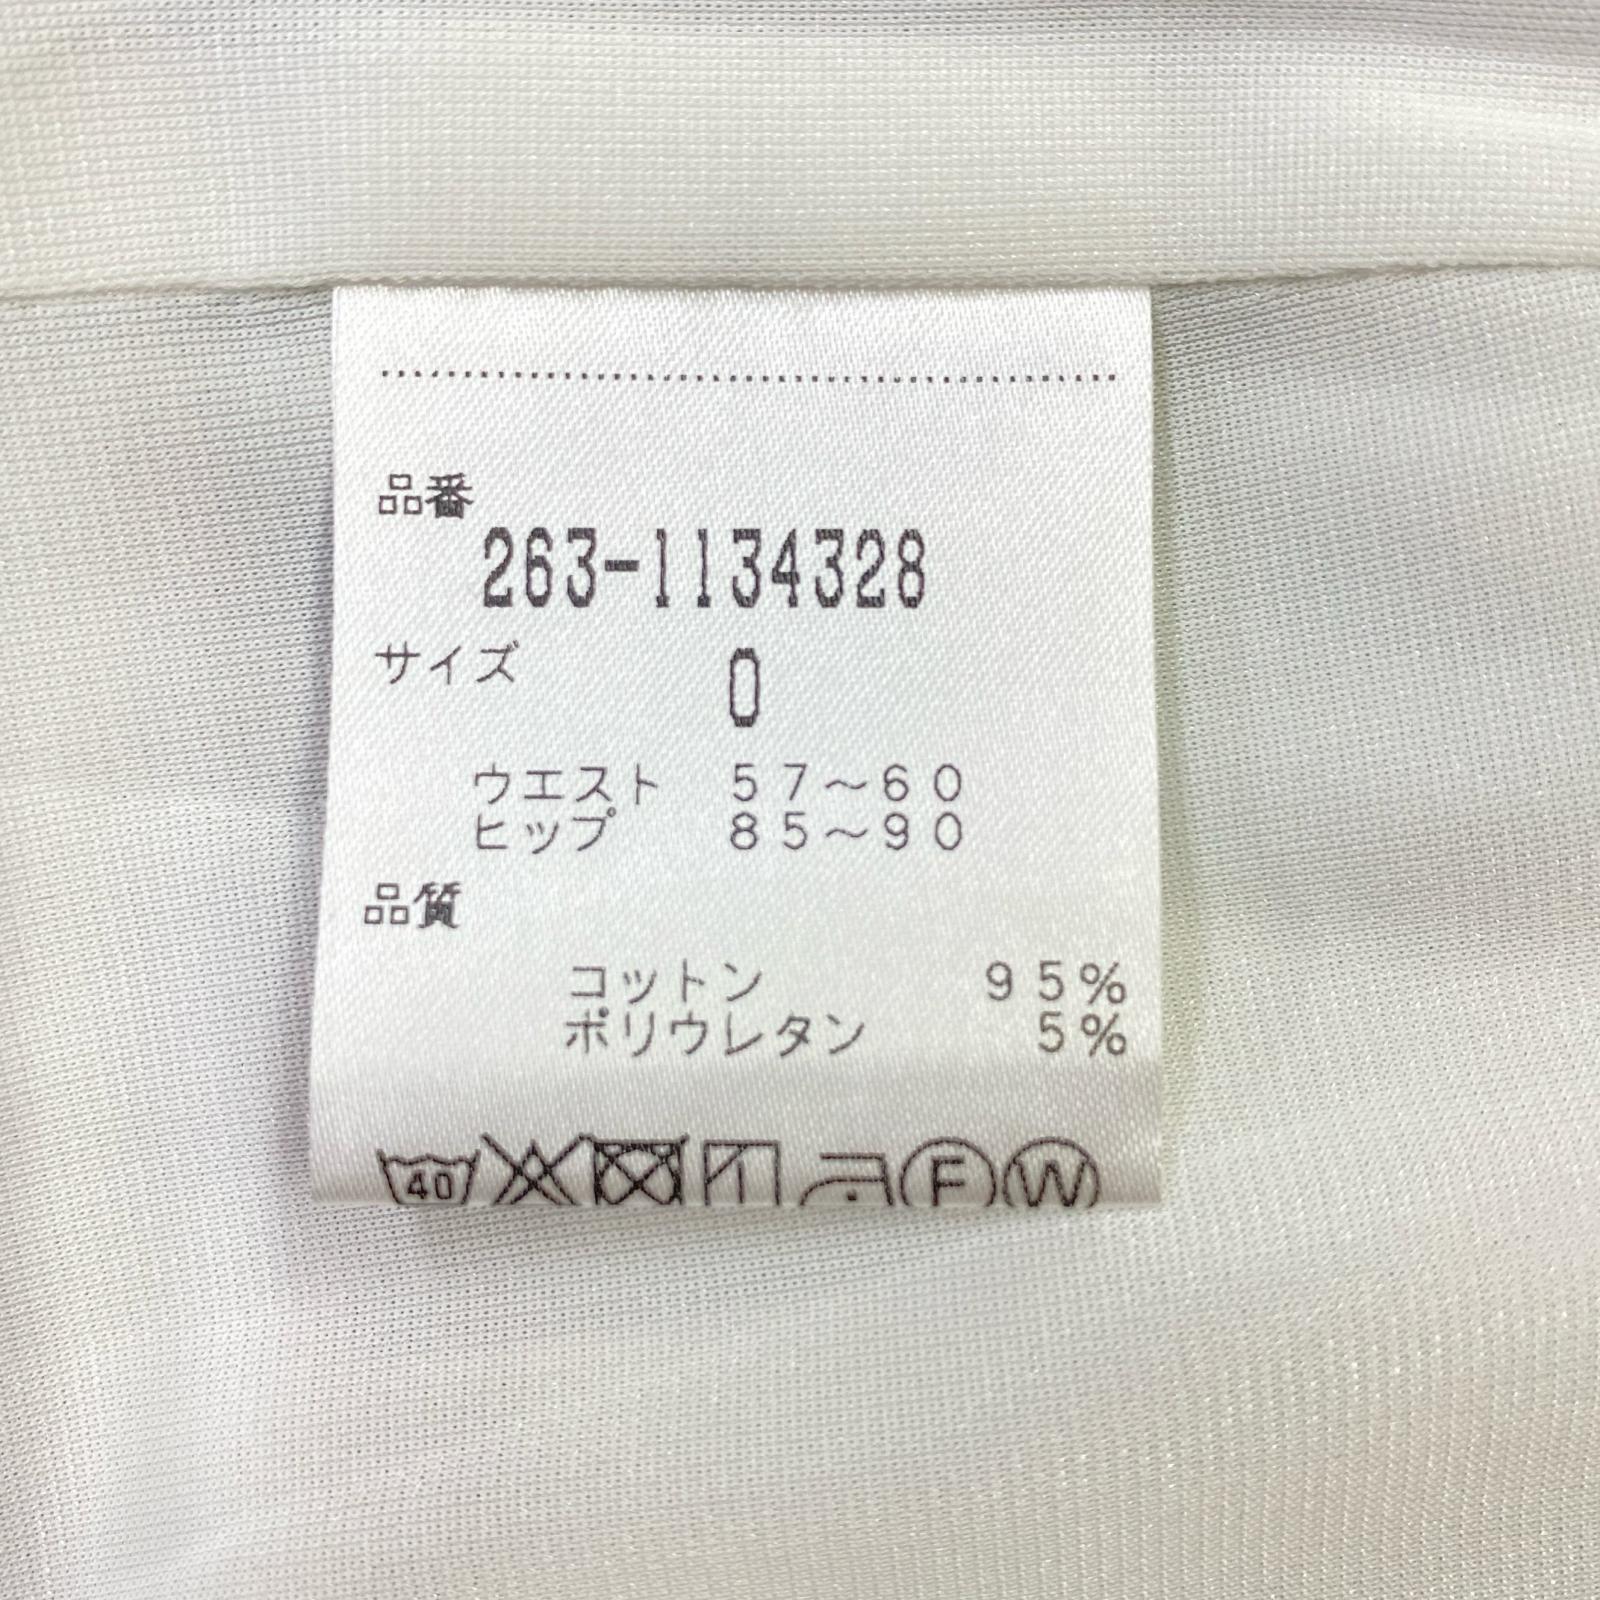 品番
263-1134328
サイズ 0
ウエスト 57～60
ヒップ 85～90
品質
コットン 95%
ポリウレタン 5%
40 F W